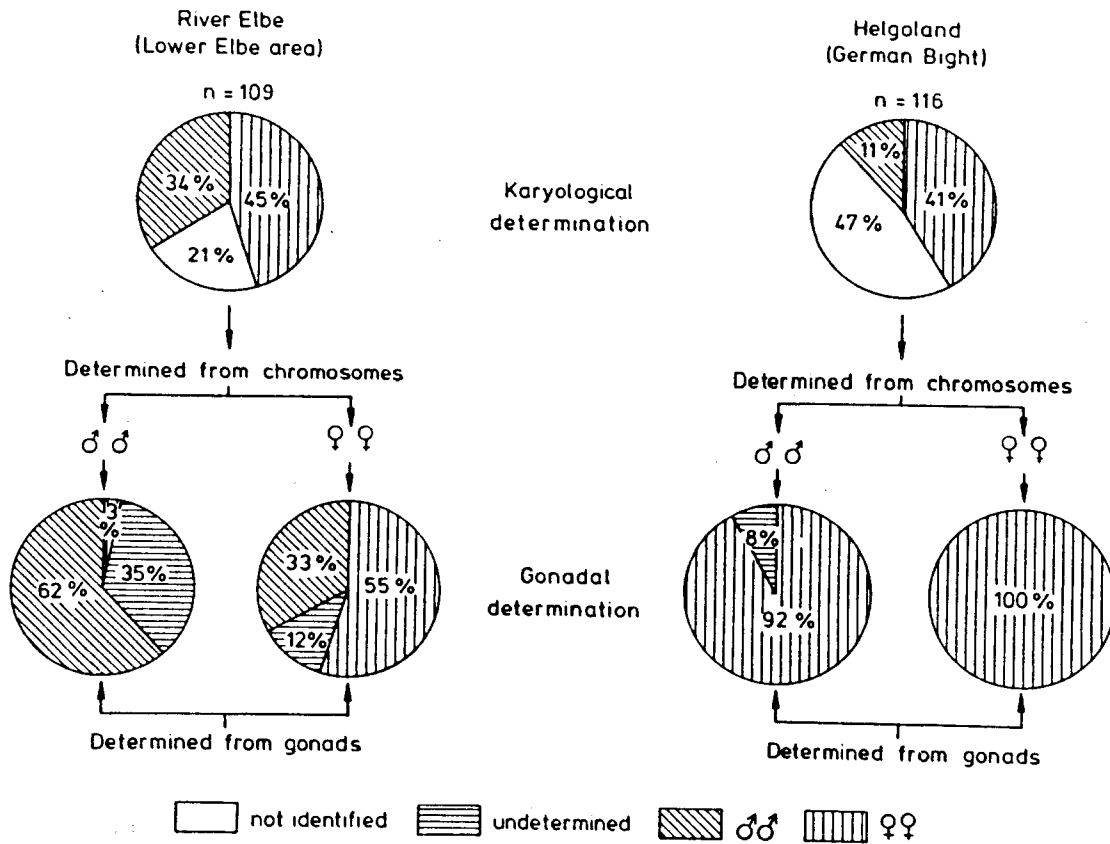 River Elbe
(Lower Elbe area)
n = 109
34 %
45%
21 %
Karyological
determination
Helgoland
(German Bight)
n = 116
11 %
41%
47 %
Determined from chromosomes
♂ ♂
♀ ♀
Determined from chromosomes
♂ ♂
♀ ♀
3
%
62 %
35%
33 %
55 %
12%
Gonadal
determination
8%
92 %
100 %
Determined from gonads
Determined from gonads
not identified
undetermined
♂♂
♀♀